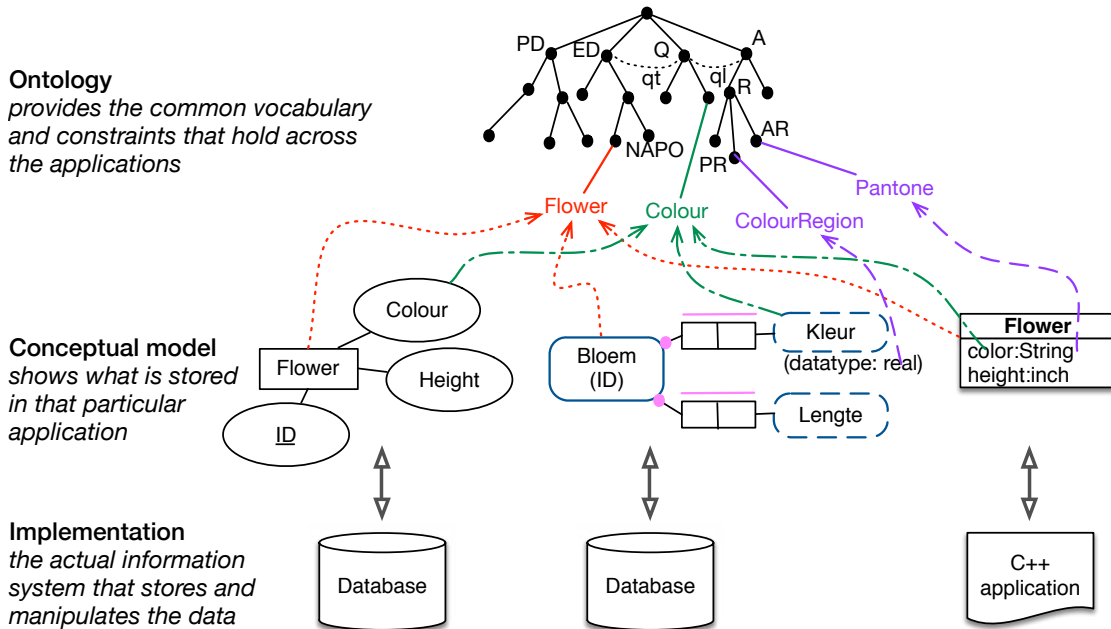 PD
ED
Q
A
qt
ql
R
AR
NAPO
PR
Ontology
provides the common vocabulary
and constraints that hold across
the applications
Flower
Colour
ColourRegion
Pantone
Conceptual model
shows what is stored
in that particular
application
Colour
Flower
Height
ID
Bloem
(ID)
Kleur
(datatype: real)
Lengte
Flower
color:String
height:inch
Implementation
the actual information
system that stores and
manipulates the data
Database
Database
C++
application